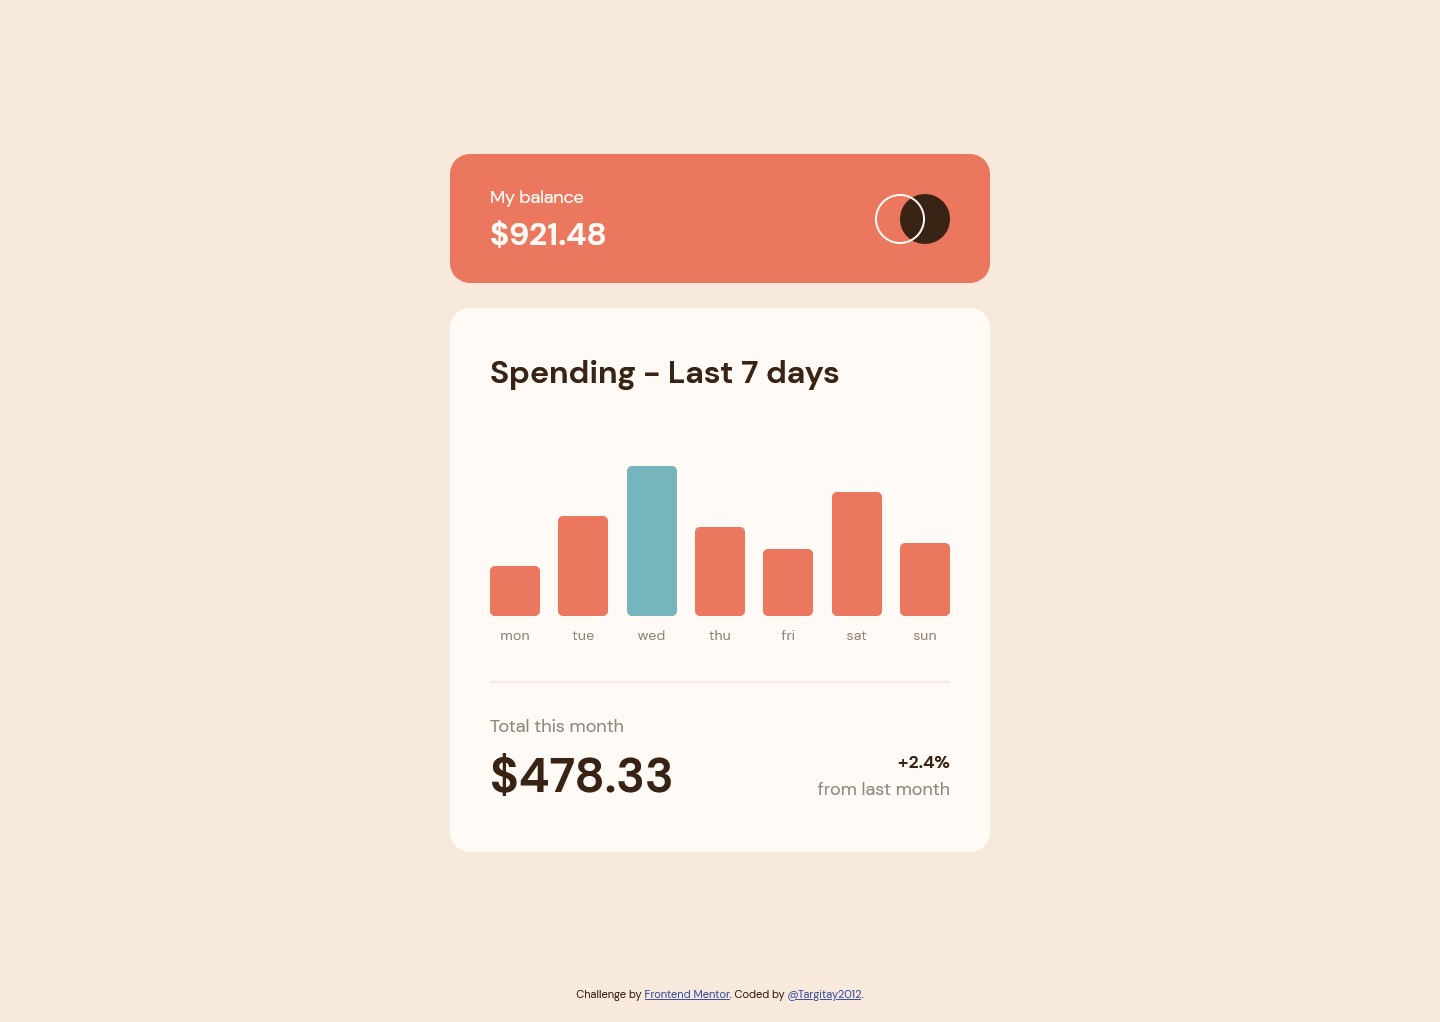 My balance
$921.48
Spending - Last 7 days
mon tue wed thu fri sat sun
Total this month
$478.33
+2.4%
from last month
Challenge by Frontend Mentor. Coded by @Targitay2012.